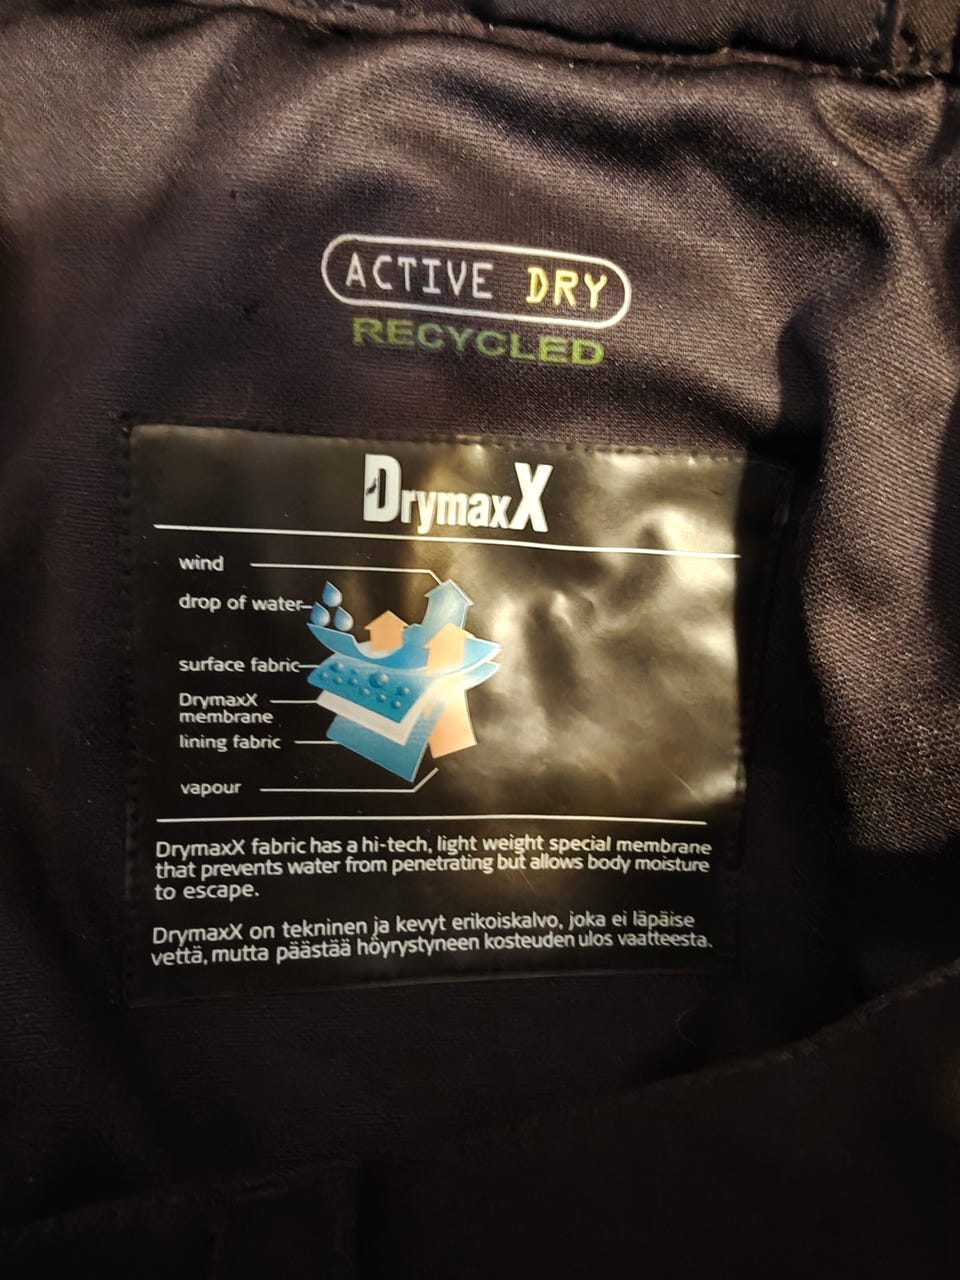 ACTIVE DRY
RECYCLED
DrymaxX
wind
drop of water
surface fabric
DrymaxX
membrane
lining fabric
vapour
DrymaxX fabric has a hi-tech, light weight special membrane
that prevents water from penetrating but allows body moisture
to escape.
DrymaxX on tekninen ja kevyt erikoiskalvo, joka ei läpäise
vettä, mutta päästää höyrystyneen kosteuden ulos vaatteesta.